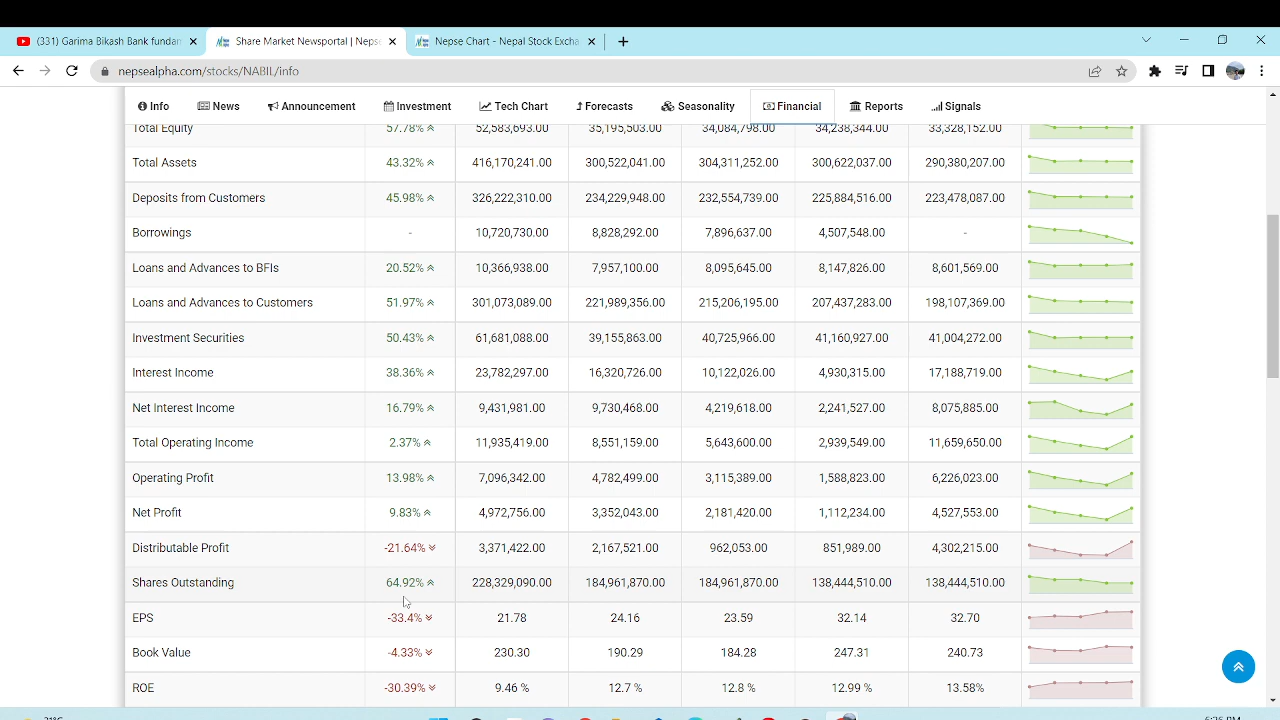 (331) Garima Bikash Bank fundam
Share Market Newsportal | Nepse
Nepse Chart - Nepal Stock Excha
nepsealpha.com/stocks/NABIL/info
Info News Announcement Investment Tech Chart Forecasts Seasonality Financial Reports Signals
Total Equity 57.78% 52,583,693.00 35,195,503.00 34,084,798.00 33,328,152.00
Total Assets 43.32% 416,170,241.00 300,522,041.00 304,311,252.00 300,622,037.00 290,380,207.00
Deposits from Customers 45.98% 326,222,310.00 234,229,948.00 232,554,739.00 225,864,516.00 223,478,087.00
Borrowings - 10,720,730.00 8,828,292.00 7,896,637.00 4,507,548.00 -
Loans and Advances to BFIs 20.52% 10,366,938.00 7,957,100.00 8,095,645.00 8,147,826.00 8,601,569.00
Loans and Advances to Customers 51.97% 301,073,089.00 221,989,356.00 215,206,195.00 207,437,283.00 198,107,369.00
Investment Securities 50.43% 61,681,088.00 39,155,863.00 40,725,966.00 41,160,927.00 41,004,272.00
Interest Income 38.36% 23,782,297.00 16,320,726.00 10,122,026.00 4,930,315.00 17,188,719.00
Net Interest Income 16.79% 9,431,981.00 9,730,468.00 4,219,618.00 2,241,527.00 8,075,885.00
Total Operating Income 2.37% 11,935,419.00 8,551,159.00 5,643,600.00 2,939,549.00 11,659,650.00
Operating Profit 13.98% 7,096,342.00 4,782,499.00 3,115,389.00 1,588,823.00 6,226,023.00
Net Profit 9.83% 4,972,756.00 3,352,043.00 2,181,420.00 1,112,234.00 4,527,553.00
Distributable Profit -21.64% 3,371,422.00 2,167,521.00 962,053.00 851,989.00 4,302,215.00
Shares Outstanding 64.92% 228,329,090.00 184,961,870.00 184,961,870.00 138,444,510.00 138,444,510.00
EPS 21.78 24.16 23.59 32.14 32.70
Book Value -4.33% 230.30 190.29 184.28 247.31 240.73
ROE 9.46 % 12.7 % 12.8 % 12.99 % 13.58%